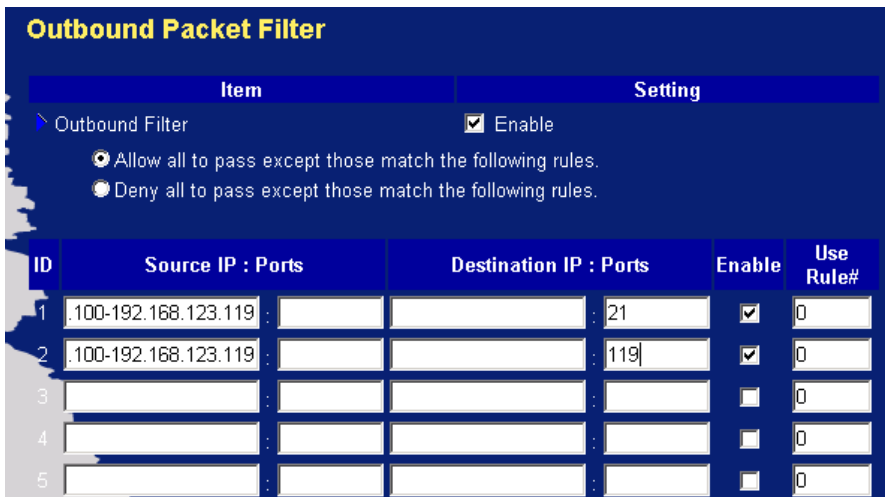 Outbound Packet Filter
Item Setting
Outbound Filter Enable
Allow all to pass except those match the following rules.
Deny all to pass except those match the following rules.
ID Source IP : Ports Destination IP : Ports Enable Use Rule#
1 .100-192.168.123.119 : : 21 0
2 .100-192.168.123.119 : : 119 0
3 : : 0
4 : : 0
5 : : 0